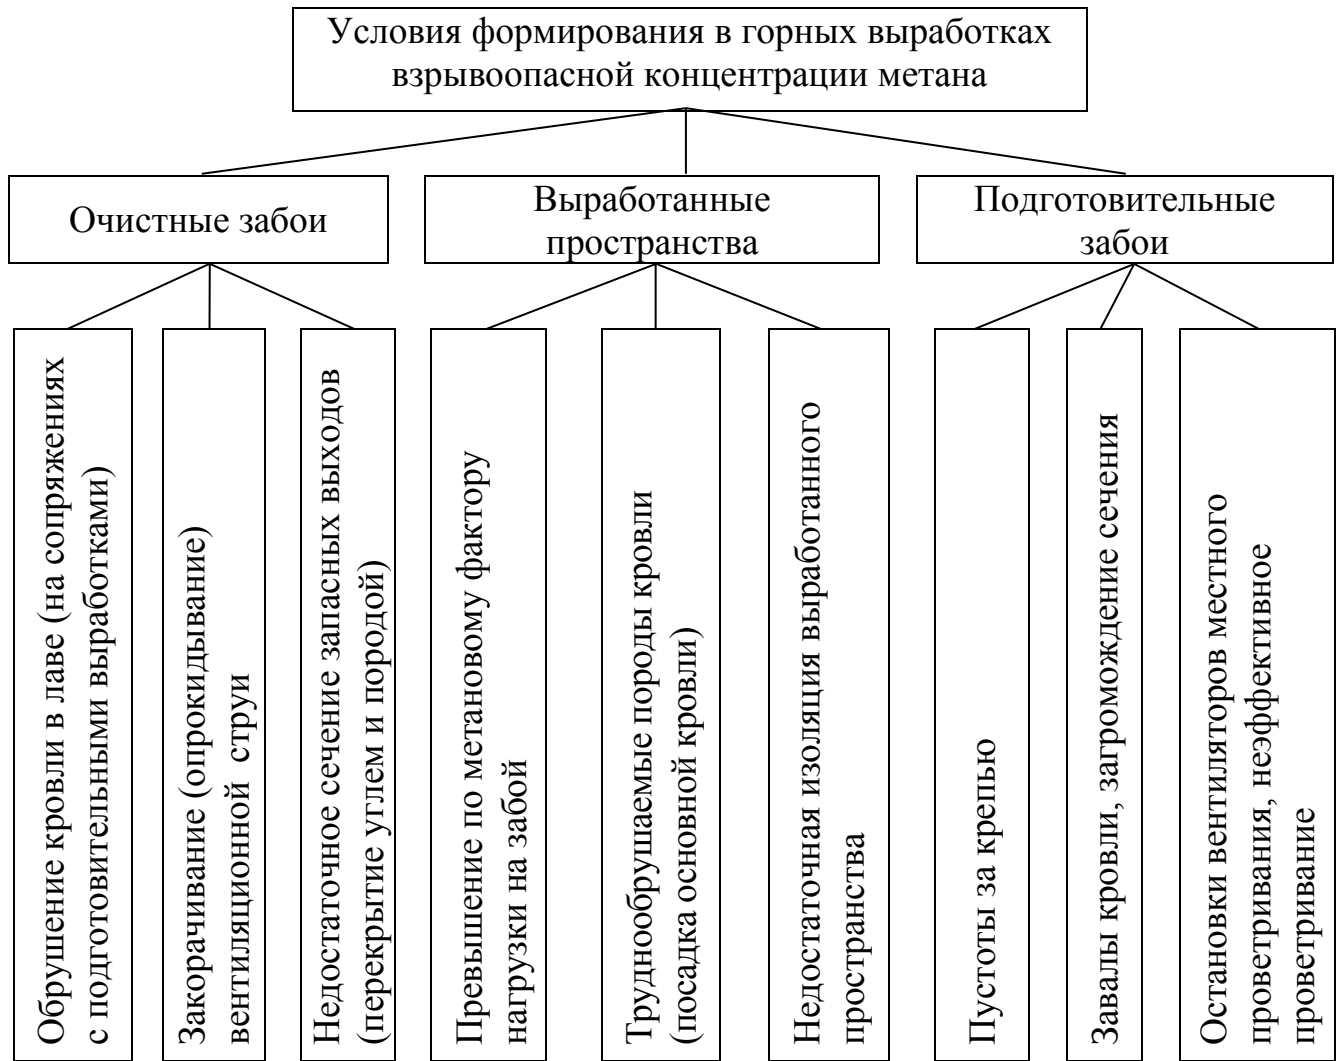 Условия формирования в горных выработках
взрывоопасной концентрации метана
Очистные забои
Выработанные
пространства
Подготовительные
забои
Обрушение кровли в лаве (на сопряжениях
с подготовительными выработками)
Закорачивание (опрокидывание)
вентиляционной струи
Недостаточное сечение запасных выходов
(перекрытие углем и породой)
Превышение по метановому фактору
нагрузки на забой
Труднообрушаемые породы кровли
(посадка основной кровли)
Недостаточная изоляция выработанного
пространства
Пустоты за крепью
Завалы кровли, загромождение сечения
Остановки вентиляторов местного
проветривания, неэффективное
проветривание